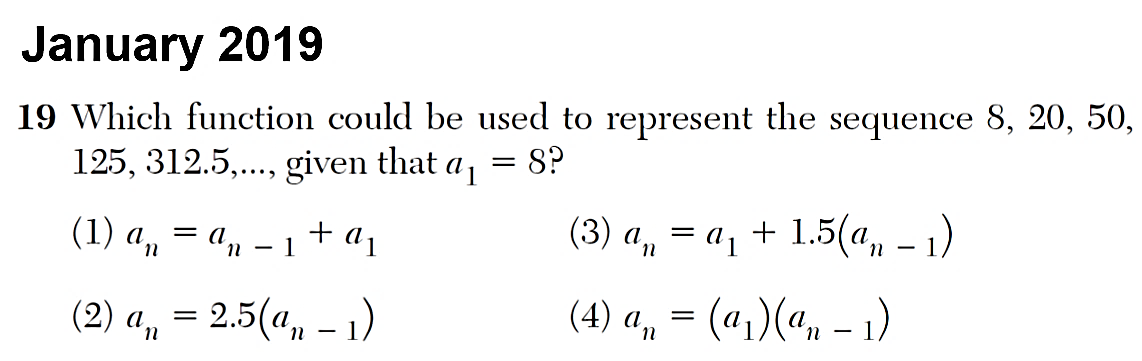 January 2019
19 Which function could be used to represent the sequence 8, 20, 50,
125, 312.5,..., given that a₁ = 8?
(1) aₙ = aₙ ₋ ₁ + a₁ (3) aₙ = a₁ + 1.5(aₙ ₋ ₁)
(2) aₙ = 2.5(aₙ ₋ ₁) (4) aₙ = (a₁)(aₙ ₋ ₁)